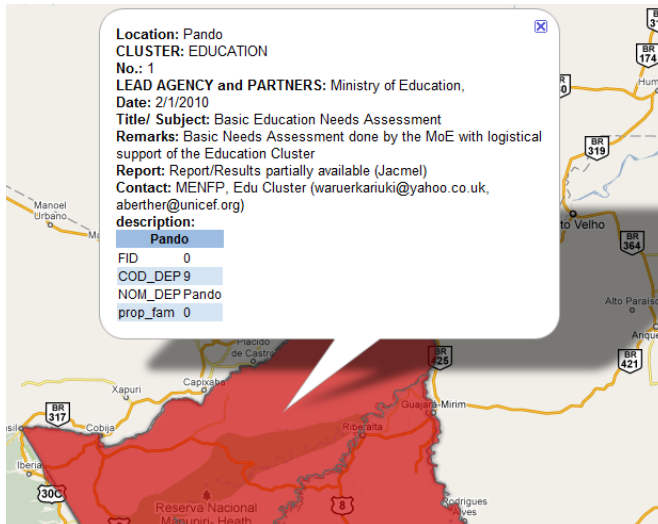 Location: Pando
CLUSTER: EDUCATION
No.: 1
LEAD AGENCY and PARTNERS: Ministry of Education,
Date: 2/1/2010
Title/ Subject: Basic Education Needs Assessment
Remarks: Basic Needs Assessment done by the MoE with logistical
support of the Education Cluster
Report: Report/Results partially available (Jacmel)
Contact: MENFP, Edu Cluster (waruerkariuki@yahoo.co.uk,
aberther@unicef.org)
description:
Pando
FID 0
COD_DEP 9
NOM_DEP Pando
prop_fam 0
BR
BR
174
Hum
BR
319
Manoel
Urbano
to Velho
BR
364
Alto Paraíso
Arique
BR
421
BR
425
Plácido
de Castro
Xapuri
Capixaba
BR
317
Cobija
Guajará-Mirim
Riberalta
Iberia
30C
Reserva Nacional
Manuripi- Heath
8
Rodrigues
Alves